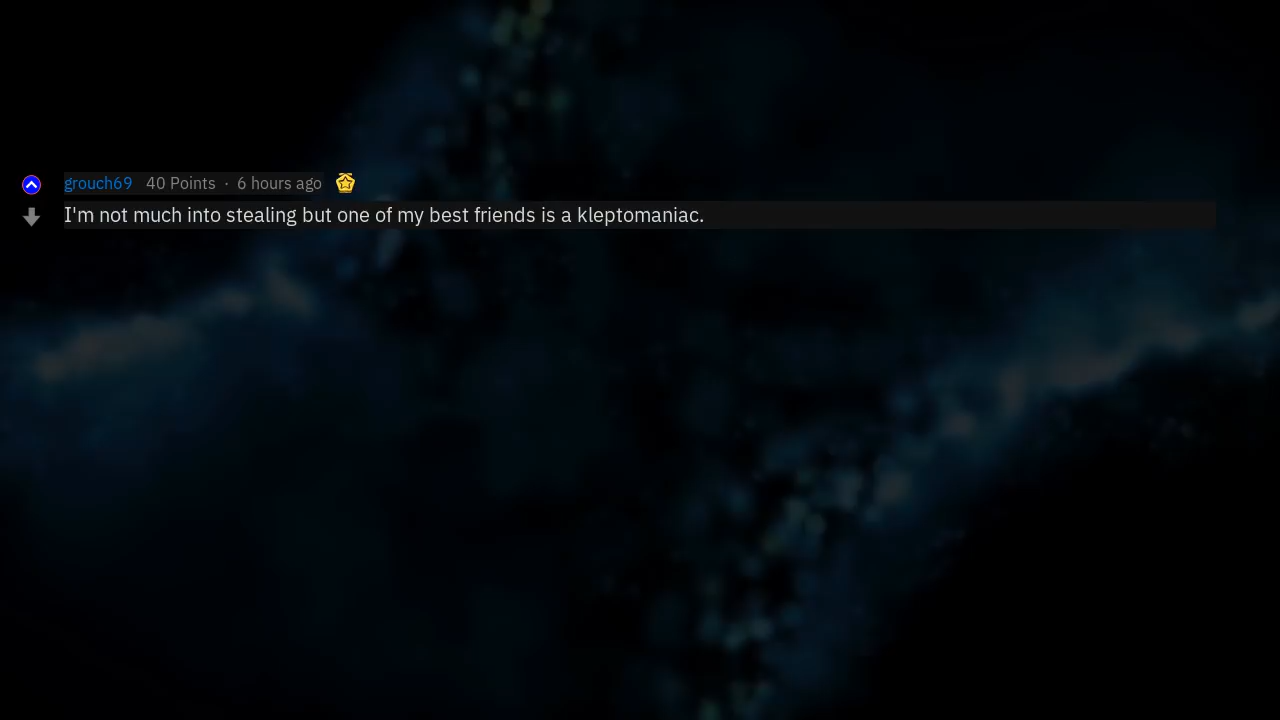 grouch69 40 Points · 6 hours ago
I'm not much into stealing but one of my best friends is a kleptomaniac.